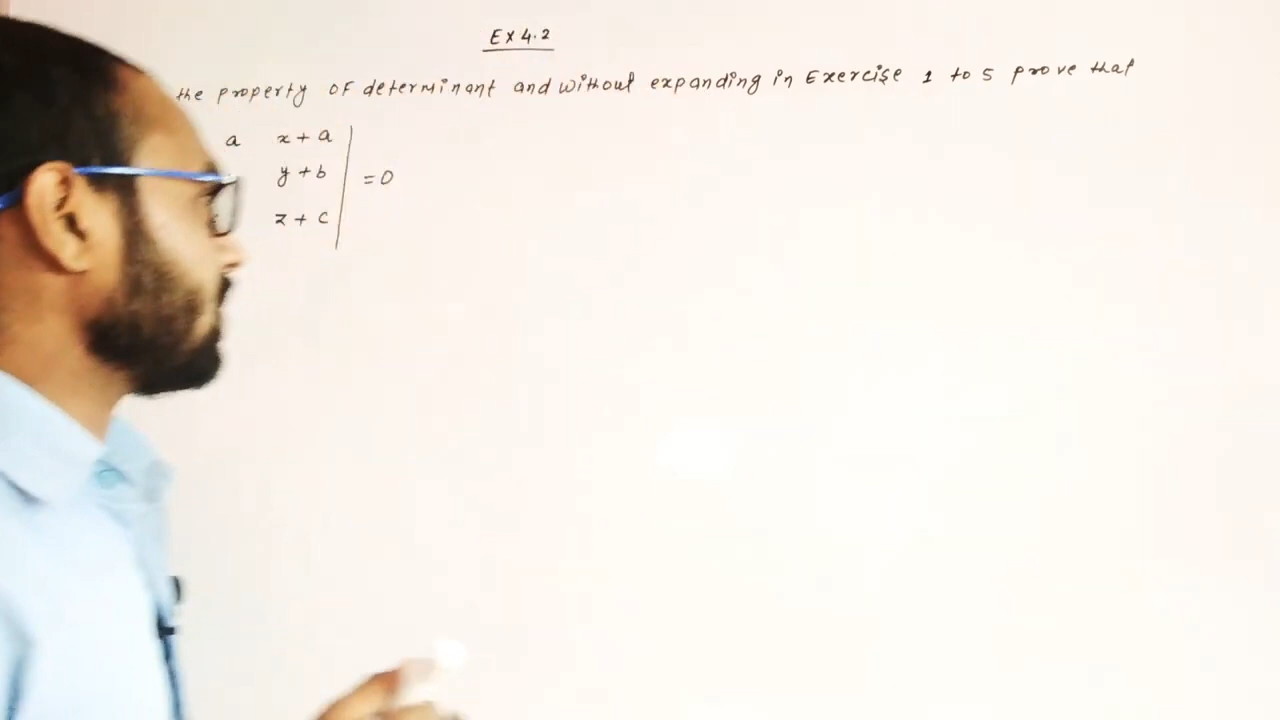 Ex 4.2
the property of determinant and without expanding in Exercise 1 to 5 prove that
a x + a
y + b = 0
z + c